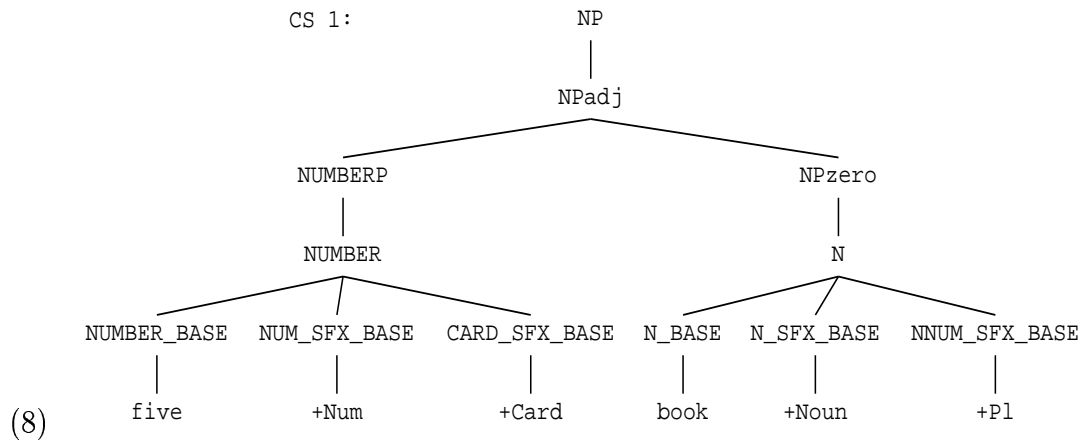 CS 1: NP
NPadj
NUMBERP NPzero
NUMBER N
NUMBER_BASE NUM_SFX_BASE CARD_SFX_BASE N_BASE N_SFX_BASE NNUM_SFX_BASE
(8) five +Num +Card book +Noun +Pl